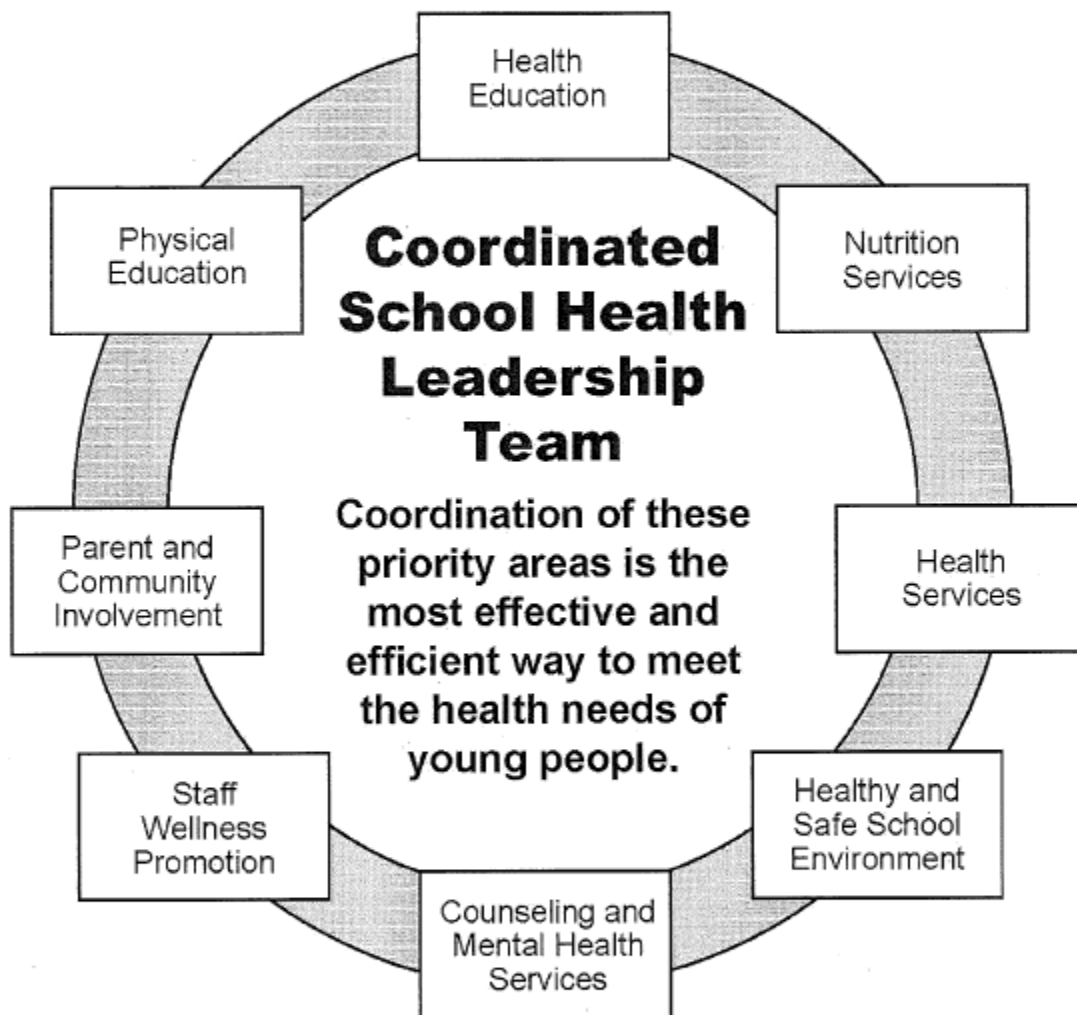 Health
Education
Physical
Education
Nutrition
Services
Coordinated
School Health
Leadership
Team
Coordination of these
priority areas is the
most effective and
efficient way to meet
the health needs of
young people.
Parent and
Community
Involvement
Health
Services
Staff
Wellness
Promotion
Healthy and
Safe School
Environment
Counseling and
Mental Health
Services